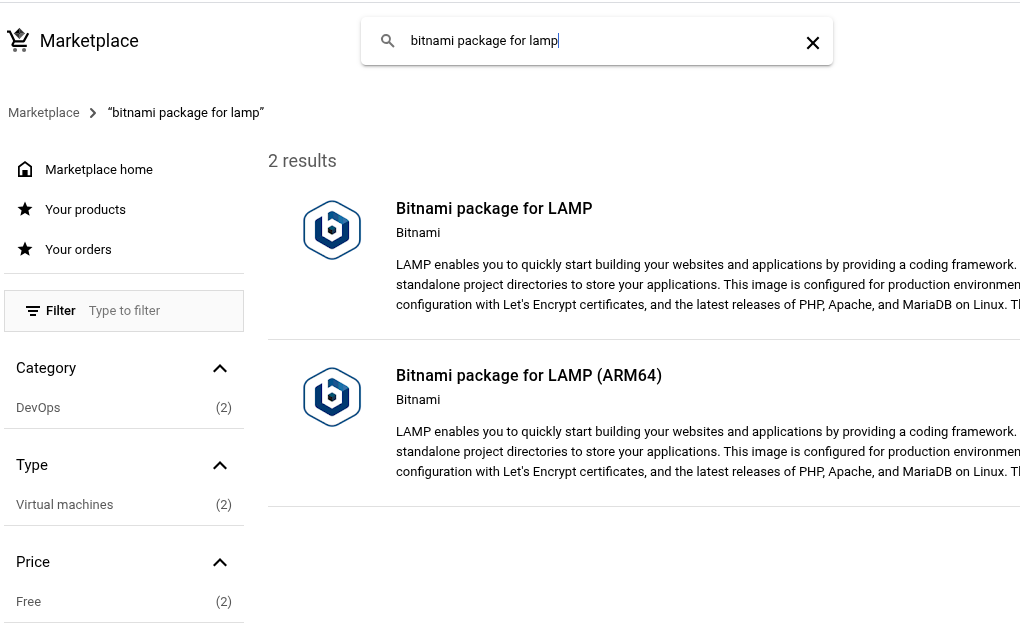 Marketplace
bitnami package for lamp
Marketplace
“bitnami package for lamp”
Marketplace home
Your products
Your orders
Filter Type to filter
Category
DevOps (2)
Type
Virtual machines (2)
Price
Free (2)
2 results
Bitnami package for LAMP
Bitnami
LAMP enables you to quickly start building your websites and applications by providing a coding framework.
standalone project directories to store your applications. This image is configured for production environmen
configuration with Let's Encrypt certificates, and the latest releases of PHP, Apache, and MariaDB on Linux. Tl
Bitnami package for LAMP (ARM64)
Bitnami
LAMP enables you to quickly start building your websites and applications by providing a coding framework.
standalone project directories to store your applications. This image is configured for production environmen
configuration with Let's Encrypt certificates, and the latest releases of PHP, Apache, and MariaDB on Linux. Tl